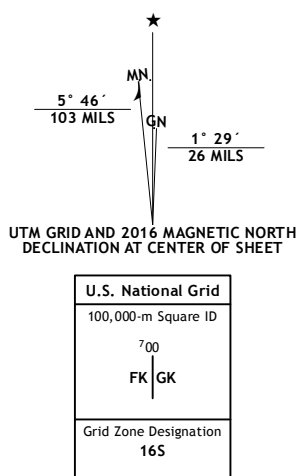 MN
GN
5° 46´
103 MILS
1° 29´
26 MILS
UTM GRID AND 2016 MAGNETIC NORTH
DECLINATION AT CENTER OF SHEET
U.S. National Grid
100,000-m Square ID
⁷00
FK GK
Grid Zone Designation
16S